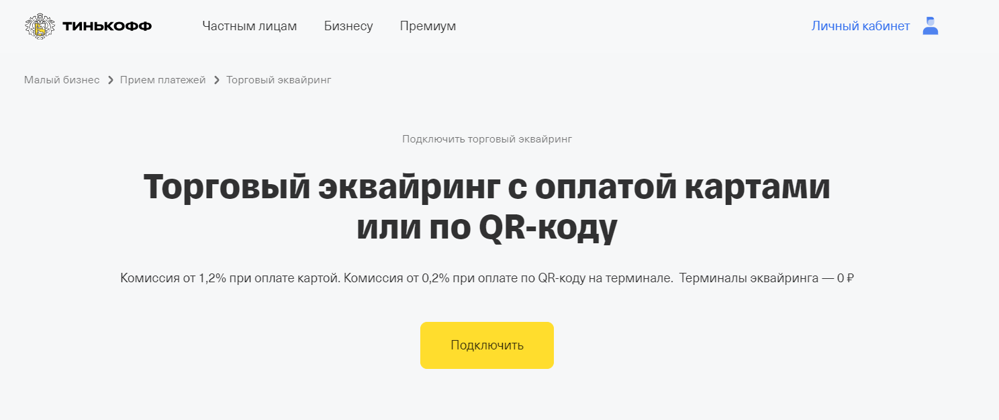 ТИНЬКОФФ Частным лицам Бизнесу Премиум Личный кабинет
Малый бизнес Прием платежей Торговый эквайринг
Подключить торговый эквайринг
Торговый эквайринг с оплатой картами
или по QR-коду
Комиссия от 1,2% при оплате картой. Комиссия от 0,2% при оплате по QR-коду на терминале. Терминалы эквайринга — 0 ₽
Подключить